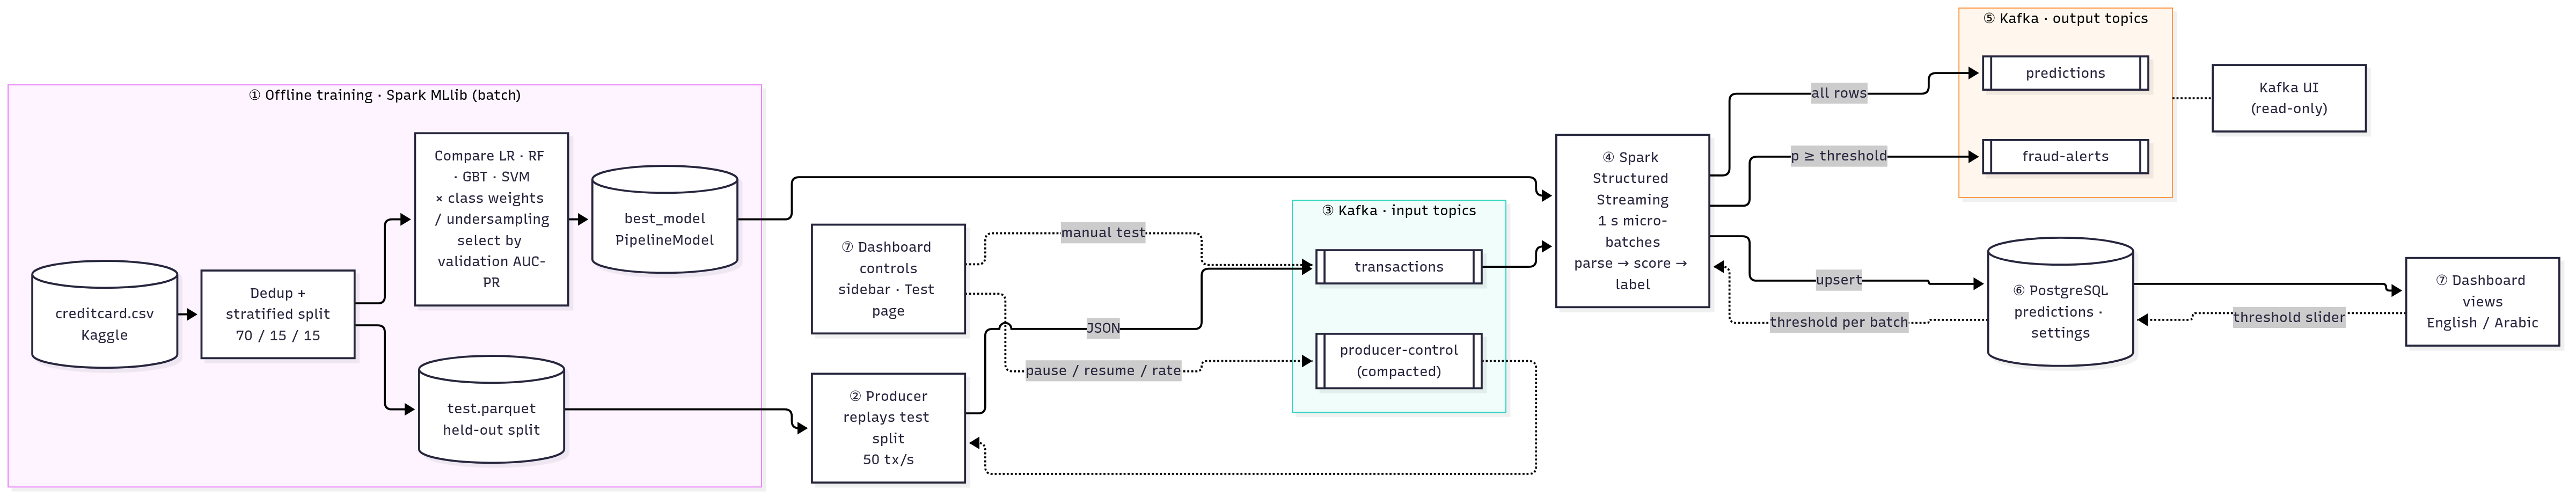 ① Offline training · Spark MLlib (batch)
creditcard.csv
Kaggle
Dedup +
stratified split
70 / 15 / 15
Compare LR · RF
· GBT · SVM
× class weights
/ undersampling
select by
validation AUC-
PR
best_model
PipelineModel
test.parquet
held-out split
⑦ Dashboard
controls
sidebar · Test
page
② Producer
replays test
split
50 tx/s
manual test
JSON
pause / resume / rate
③ Kafka · input topics
transactions
producer-control
(compacted)
④ Spark
Structured
Streaming
1 s micro-
batches
parse → score →
label
all rows
p ≥ threshold
upsert
threshold per batch
⑤ Kafka · output topics
predictions
fraud-alerts
Kafka UI
(read-only)
⑥ PostgreSQL
predictions ·
settings
threshold slider
⑦ Dashboard
views
English / Arabic